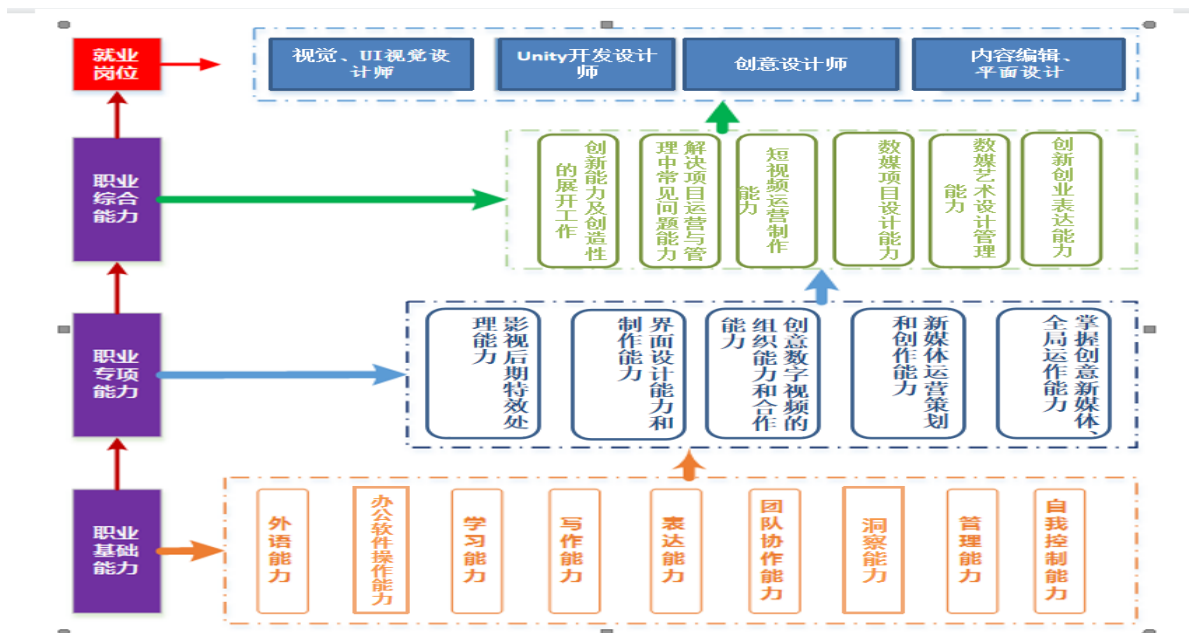 就业
岗位
视觉、UI视觉设
计师
Unity开发设计
师
创意设计师
内容编辑、
平面设计
职业
综合
能力
创新能力及创造性
的展开工作
解决项目运营与管
理中常见问题能力
短视频运营制作
能力
数媒项目设计能力
数媒艺术设计管理
能力
创新创业表达能力
职业
专项
能力
影视后期特效处
理能力
界面设计能力和
制作能力
创意数字视频的
组织能力和合作
能力
新媒体运营策划
和创作能力
掌握创意新媒体、
全局运作能力
职业
基础
能力
外语能力
办公软件操作能力
学习能力
写作能力
表达能力
团队协作能力
洞察能力
管理能力
自我控制能力